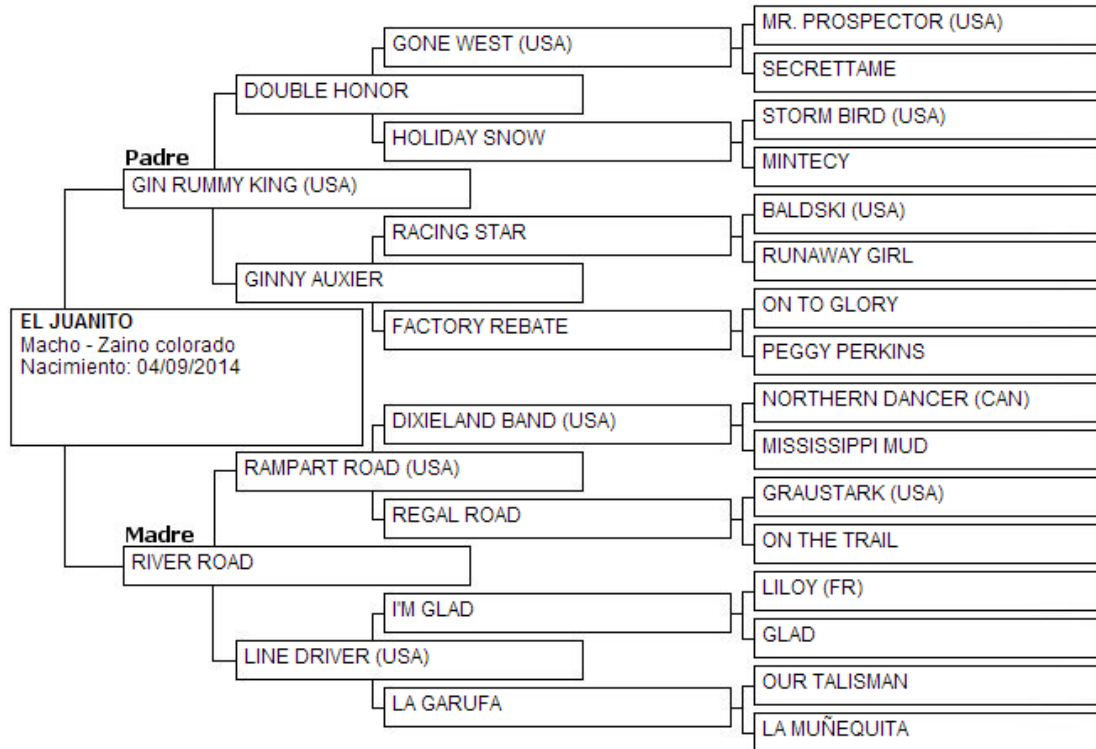 MR. PROSPECTOR (USA)
GONE WEST (USA)
SECRETTAME
DOUBLE HONOR
STORM BIRD (USA)
HOLIDAY SNOW
MINTECY
Padre
GIN RUMMY KING (USA)
BALDSKI (USA)
RACING STAR
RUNAWAY GIRL
GINNY AUXIER
ON TO GLORY
FACTORY REBATE
PEGGY PERKINS
EL JUANITO
Macho - Zaino colorado
Nacimiento: 04/09/2014
NORTHERN DANCER (CAN)
DIXIELAND BAND (USA)
MISSISSIPPI MUD
RAMPART ROAD (USA)
GRAUSTARK (USA)
REGAL ROAD
ON THE TRAIL
Madre
RIVER ROAD
LILOY (FR)
I'M GLAD
GLAD
LINE DRIVER (USA)
OUR TALISMAN
LA GARUFA
LA MUÑEQUITA